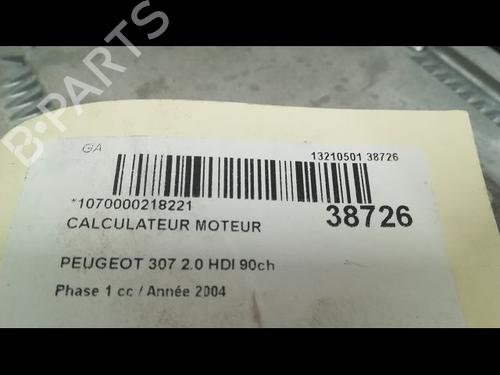 B-PARTS
GA
13210501 38726
*1070000218221
38726
CALCULATEUR MOTEUR
PEUGEOT 307 2.0 HDI 90ch
Phase 1 cc / Année 2004